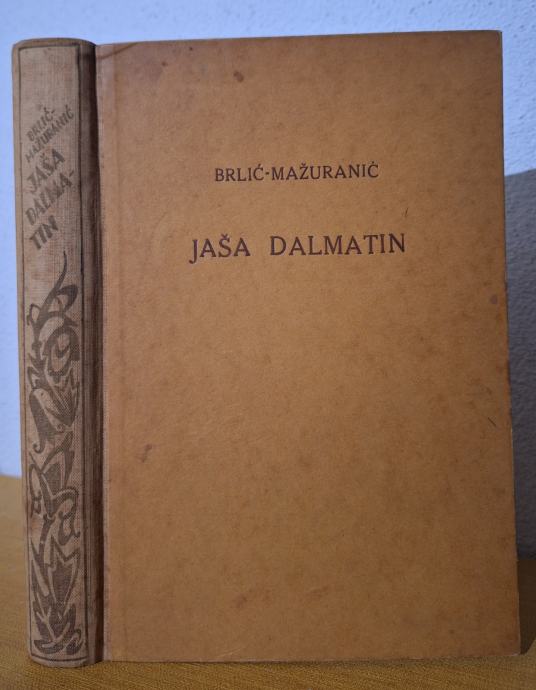 BRLIĆ-
MAŽURANIĆ
JAŠA
DALMA-
TIN
BRLIĆ-MAŽURANIĆ
JAŠA DALMATIN